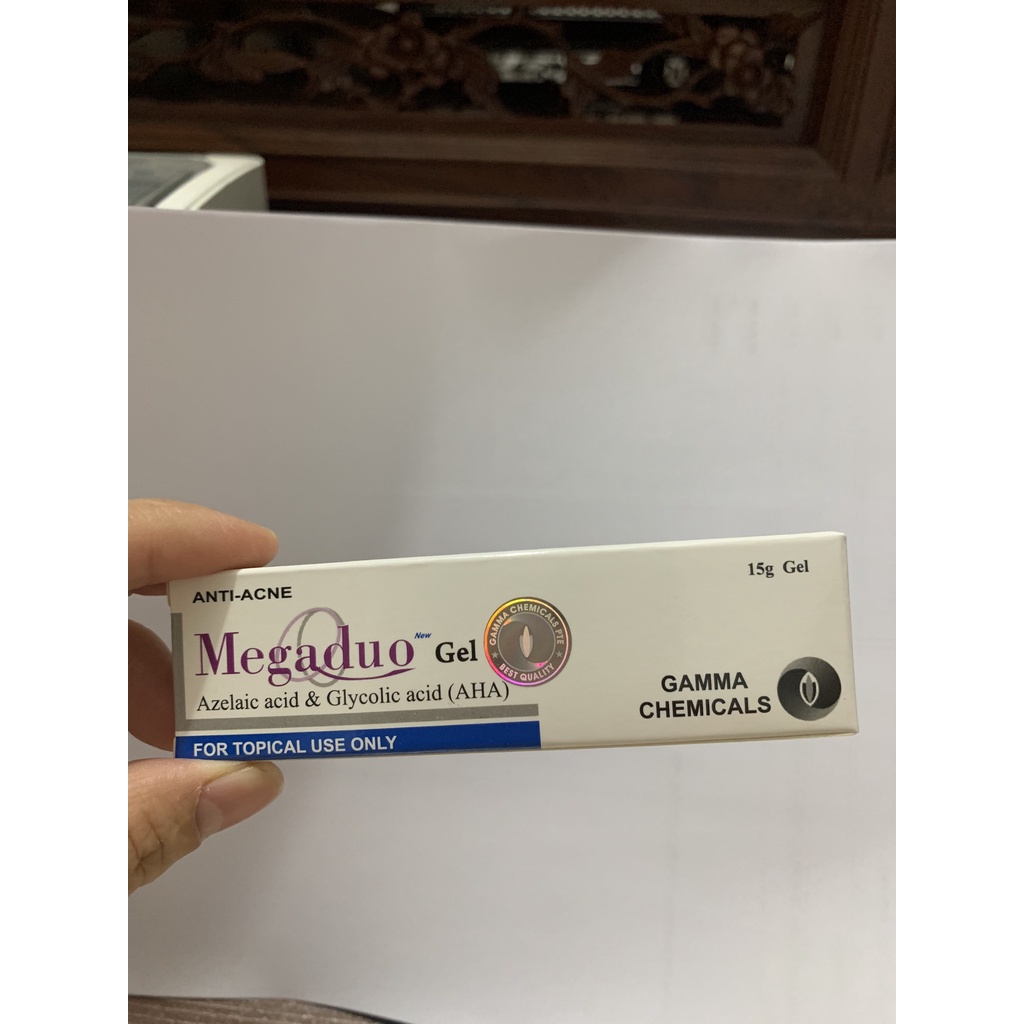 ANTI-ACNE
15g Gel
Megaduo New Gel
GAMMA CHEMICALS PTE
BEST QUALITY
Azelaic acid & Glycolic acid (AHA)
GAMMA
CHEMICALS
FOR TOPICAL USE ONLY